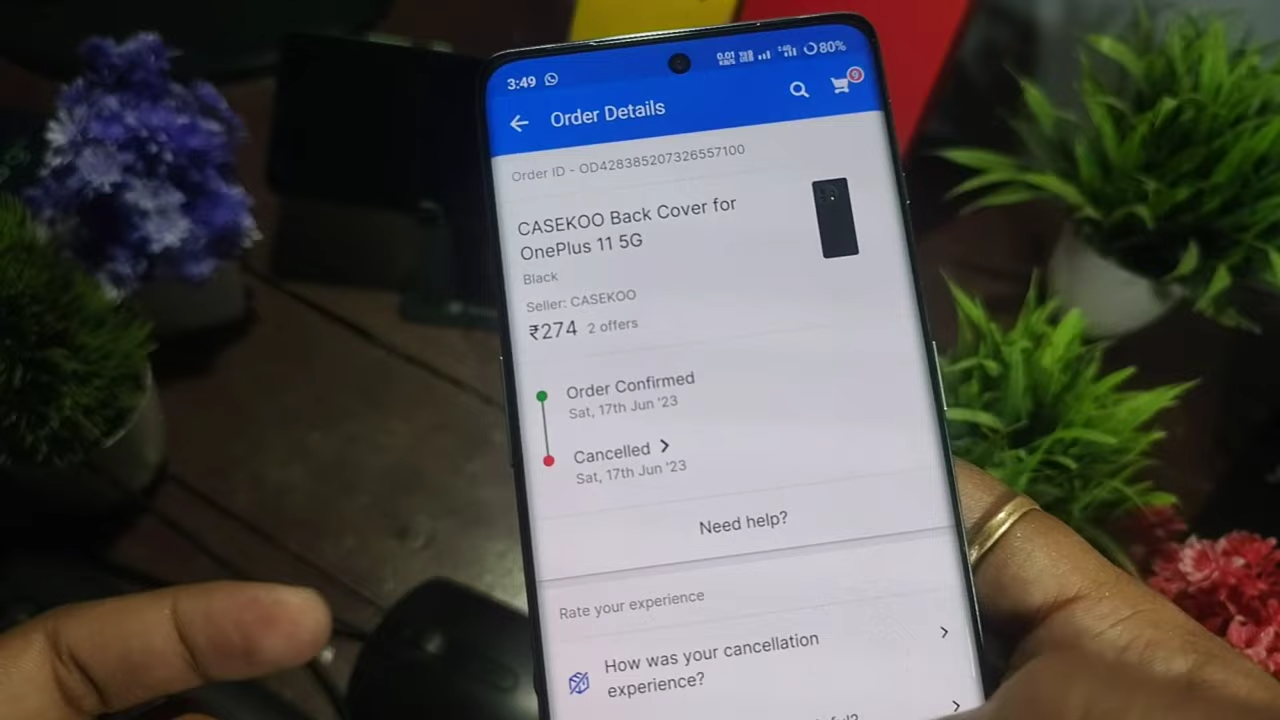 3:49
80%
9
Order Details
Order ID - OD428385207326557100
CASEKOO Back Cover for
OnePlus 11 5G
Black
Seller: CASEKOO
₹274 2 offers
Order Confirmed
Sat, 17th Jun '23
Cancelled
Sat, 17th Jun '23
Need help?
Rate your experience
How was your cancellation
experience?